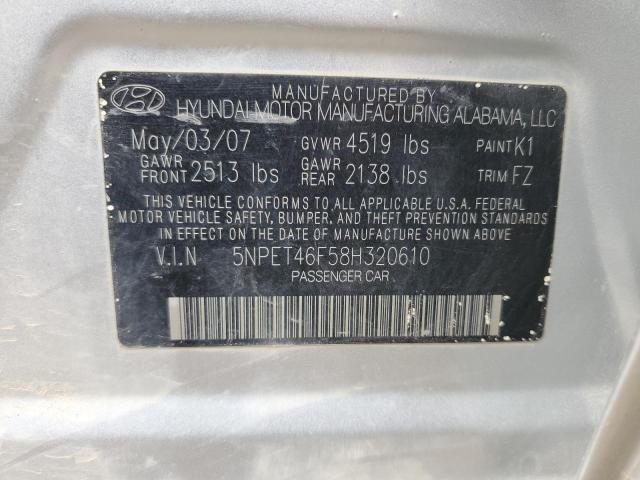 MANUFACTURED BY
HYUNDAI MOTOR MANUFACTURING ALABAMA, LLC
May/03/07 GVWR 4519 lbs PAINT K1
GAWR FRONT 2513 lbs GAWR REAR 2138 lbs TRIM FZ
THIS VEHICLE CONFORMS TO ALL APPLICABLE U.S.A. FEDERAL
MOTOR VEHICLE SAFETY, BUMPER, AND THEFT PREVENTION STANDARDS
IN EFFECT ON THE DATE OF MANUFACTURE SHOWN ABOVE.
V.I.N 5NPET46F58H320610
PASSENGER CAR